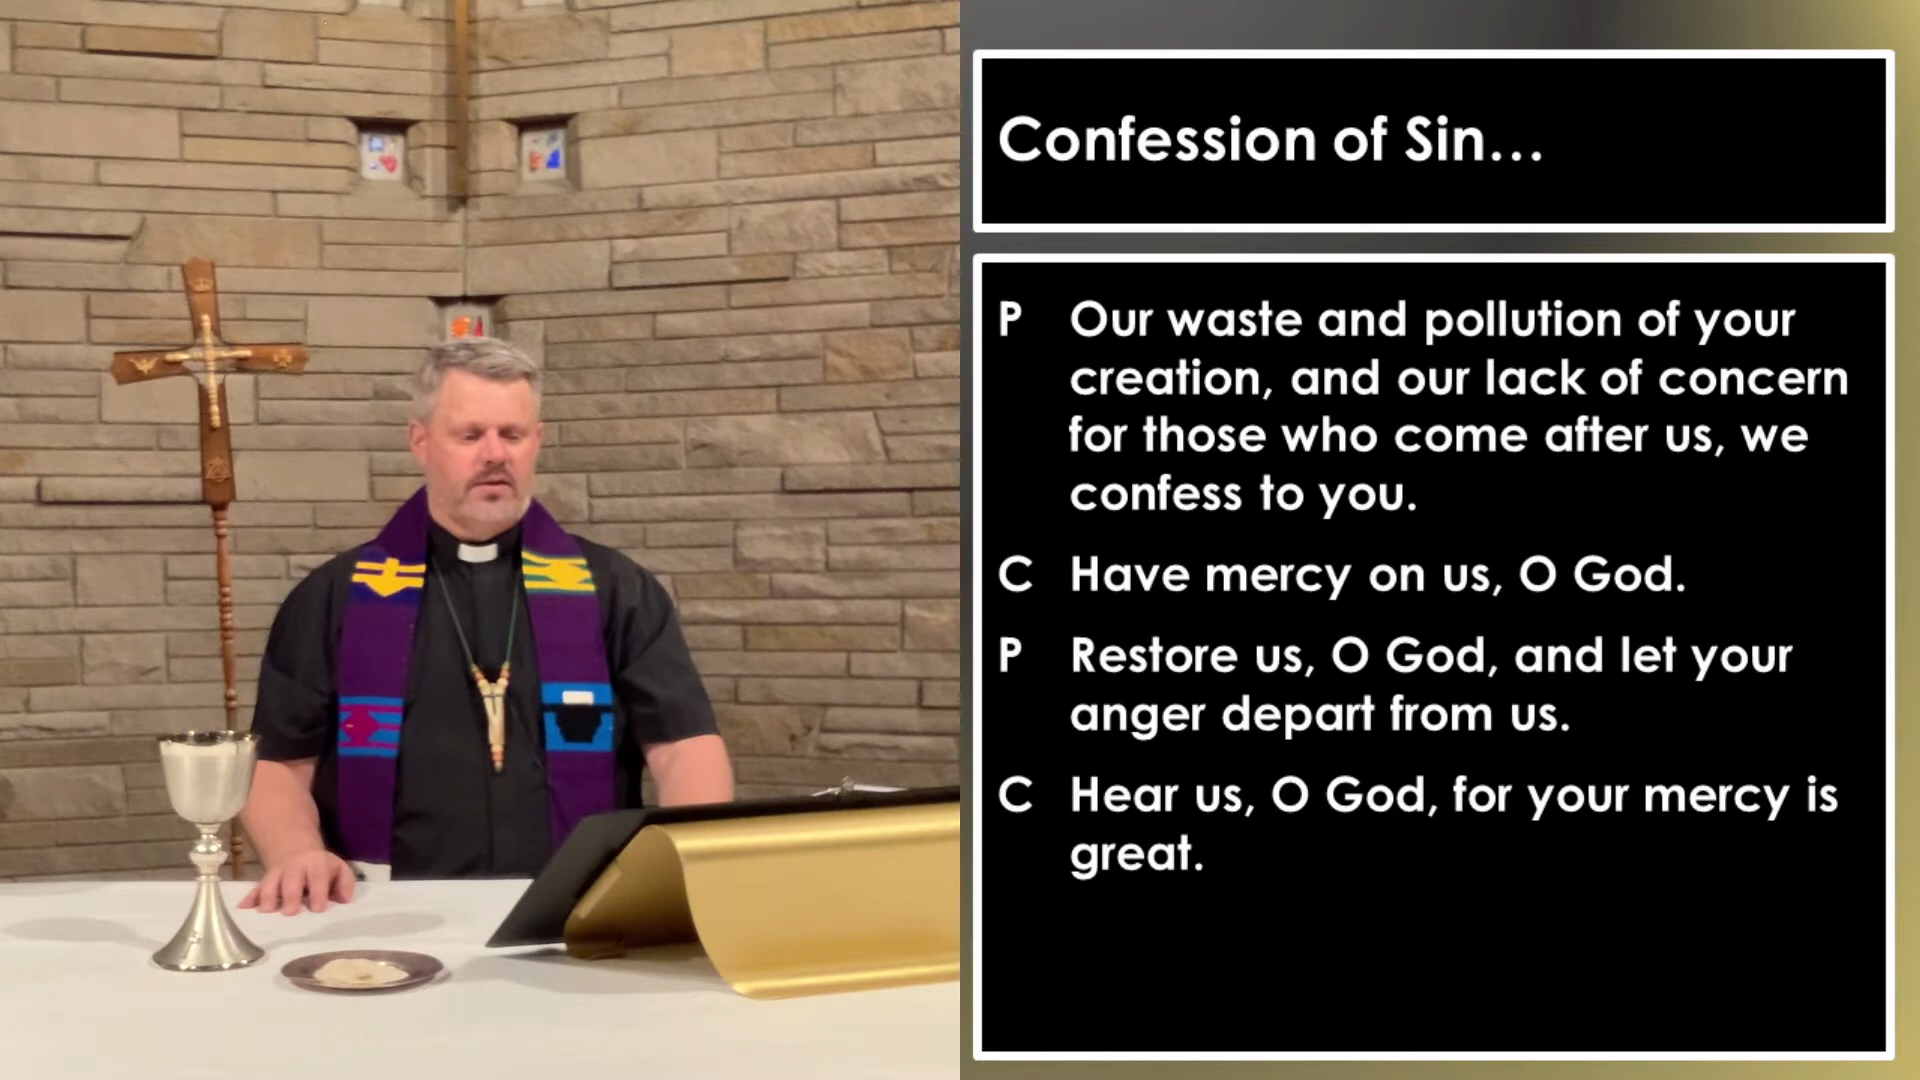 Confession of Sin…
P Our waste and pollution of your
creation, and our lack of concern
for those who come after us, we
confess to you.
C Have mercy on us, O God.
P Restore us, O God, and let your
anger depart from us.
C Hear us, O God, for your mercy is
great.